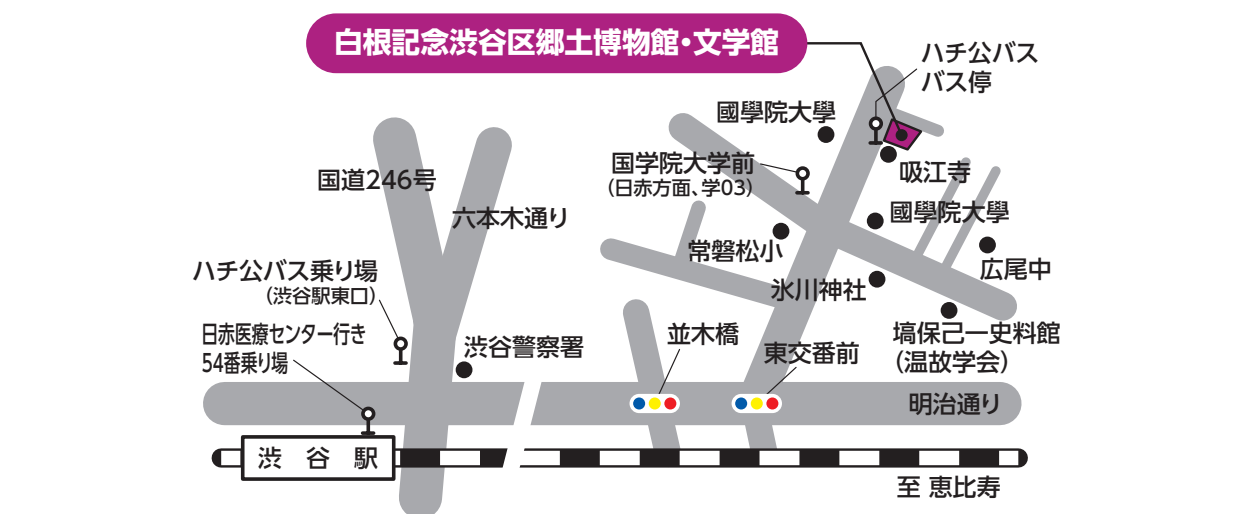 白根記念渋谷区郷土博物館・文学館
ハチ公バス
バス停
國學院大學
国学院大学前
(日赤方面、学03)
吸江寺
国道246号
六本木通り
國學院大學
常磐松小
広尾中
ハチ公バス乗り場
(渋谷駅東口)
氷川神社
日赤医療センター行き
54番乗り場
渋谷警察署
並木橋
東交番前
塙保己一史料館
(温故学会)
明治通り
渋谷駅
至 恵比寿